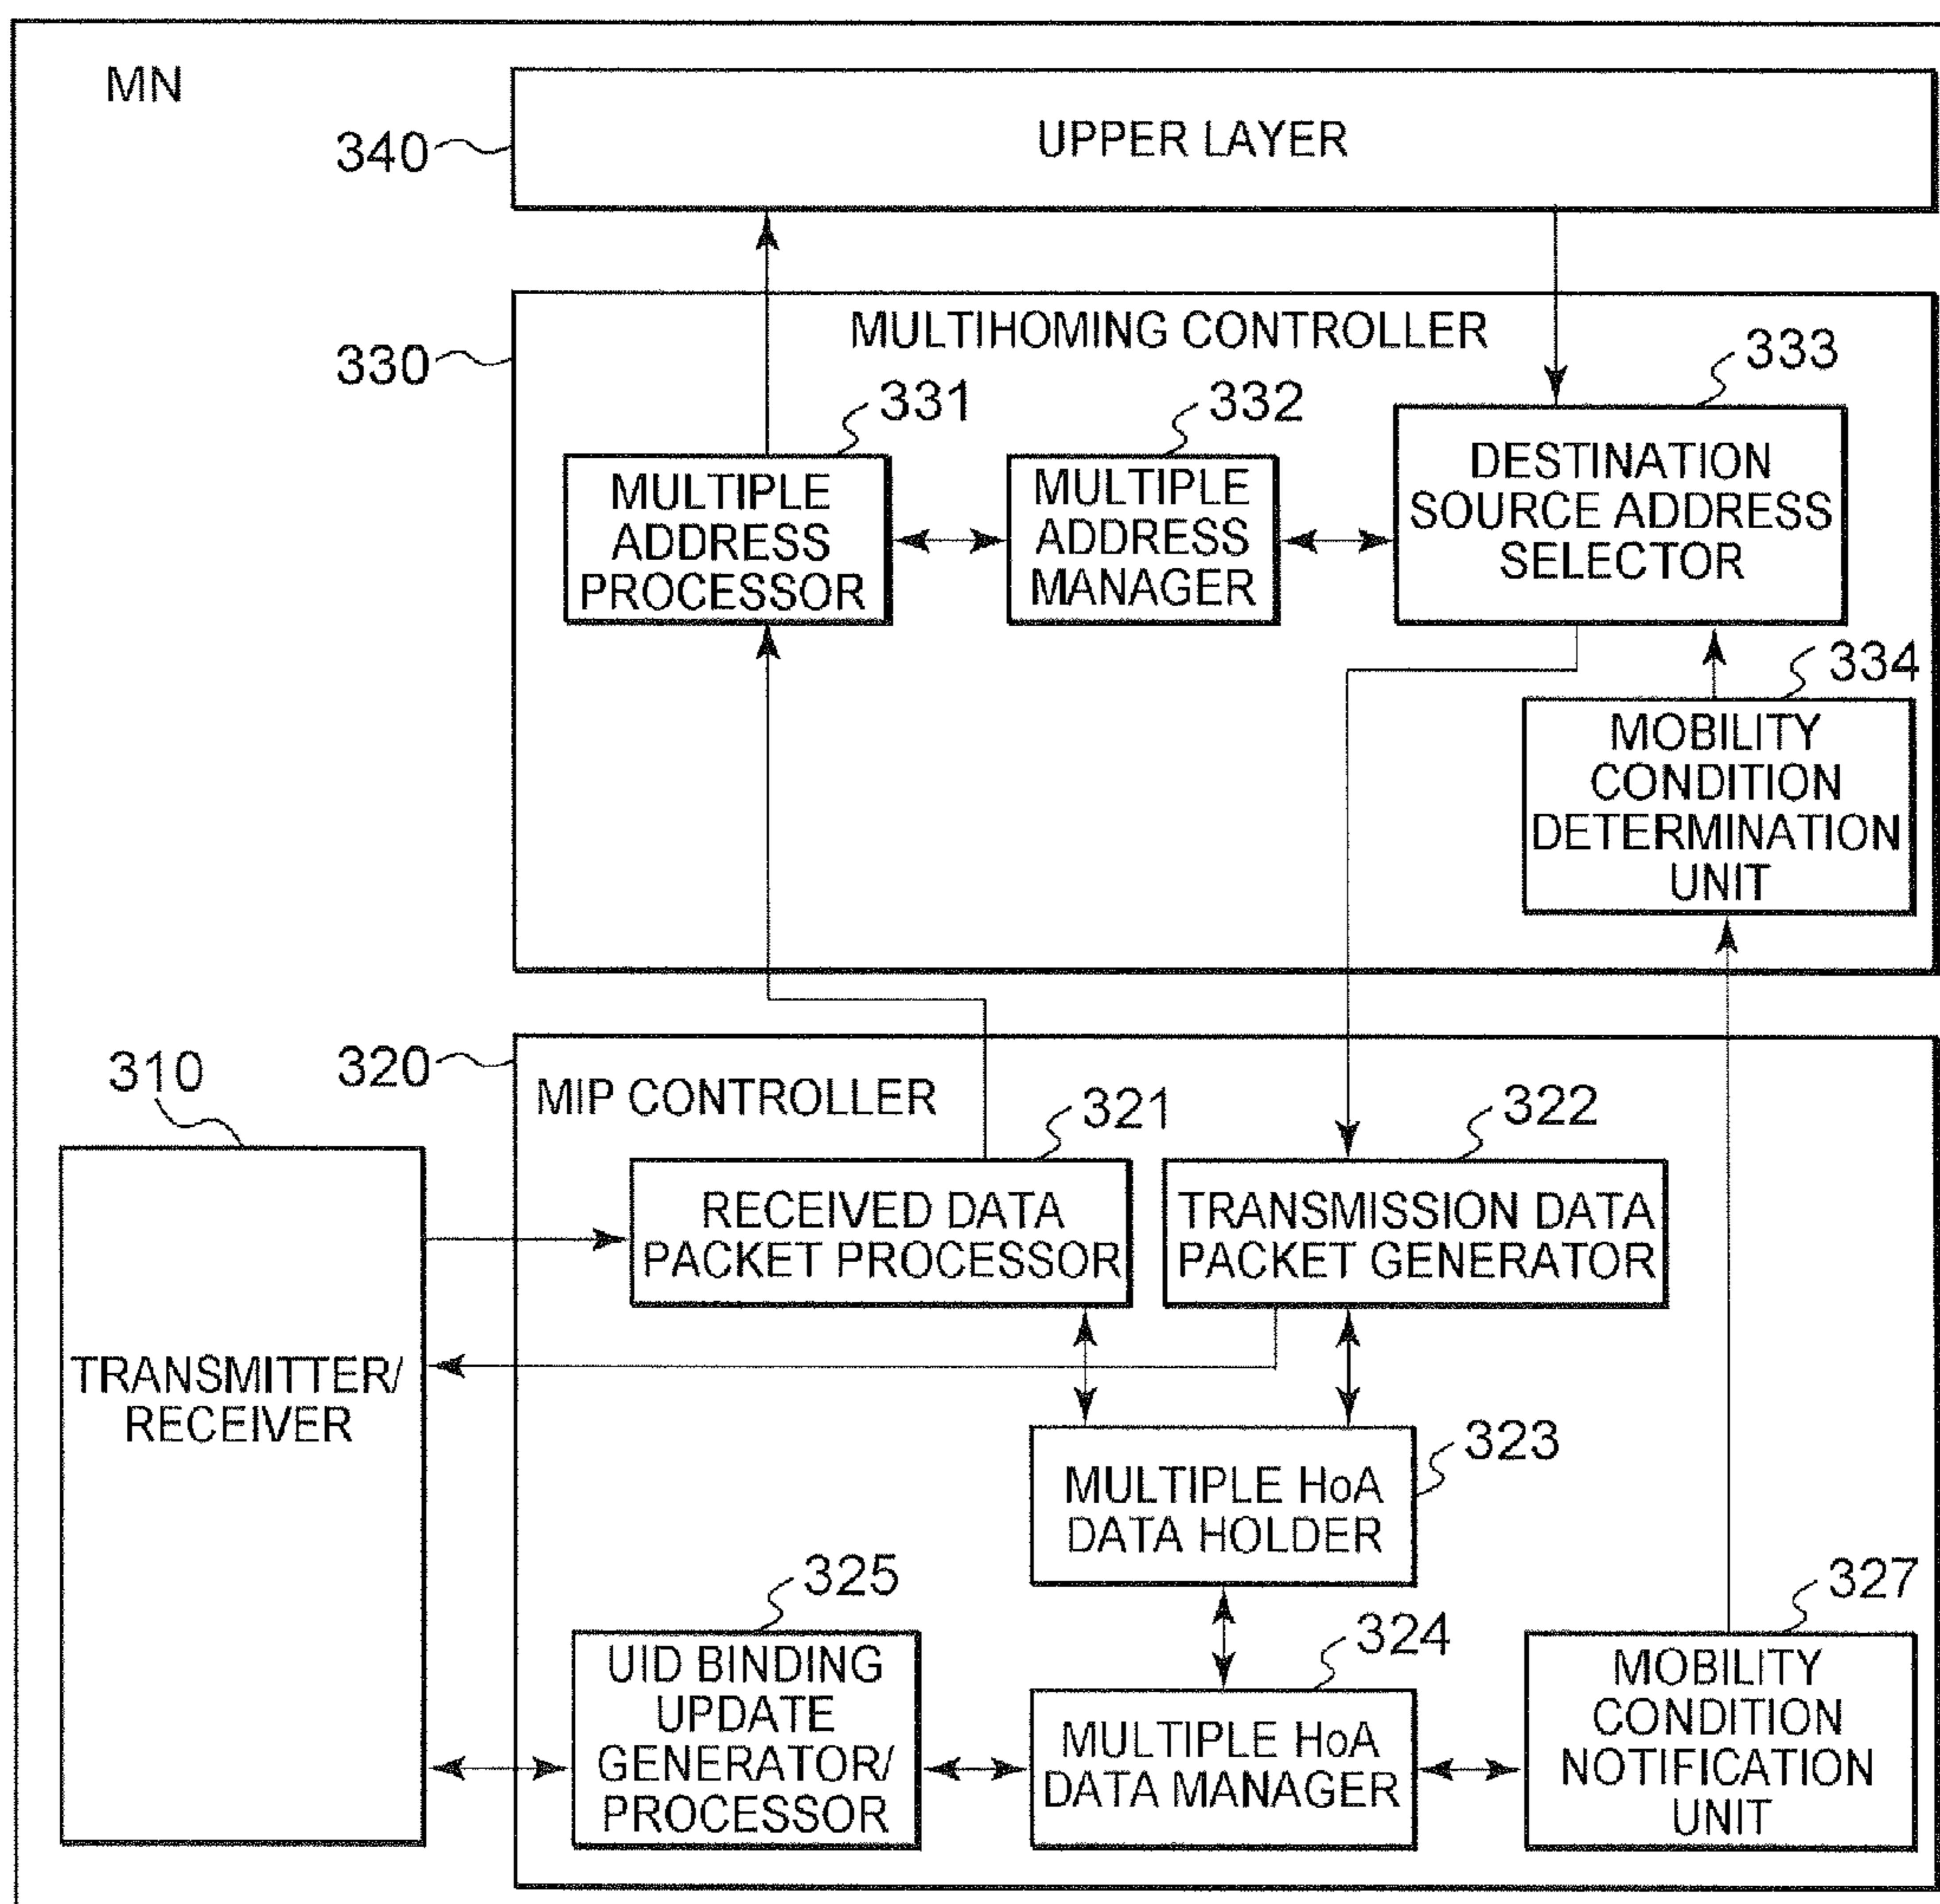 MN
340
UPPER LAYER
330
MULTIHOMING CONTROLLER
331
332
333
MULTIPLE
ADDRESS
PROCESSOR
MULTIPLE
ADDRESS
MANAGER
DESTINATION
SOURCE ADDRESS
SELECTOR
334
MOBILITY
CONDITION
DETERMINATION
UNIT
310
320
MIP CONTROLLER
321
322
TRANSMITTER/
RECEIVER
RECEIVED DATA
PACKET PROCESSOR
TRANSMISSION DATA
PACKET GENERATOR
323
MULTIPLE HoA
DATA HOLDER
325
324
327
UID BINDING
UPDATE
GENERATOR/
PROCESSOR
MULTIPLE HoA
DATA MANAGER
MOBILITY
CONDITION
NOTIFICATION
UNIT